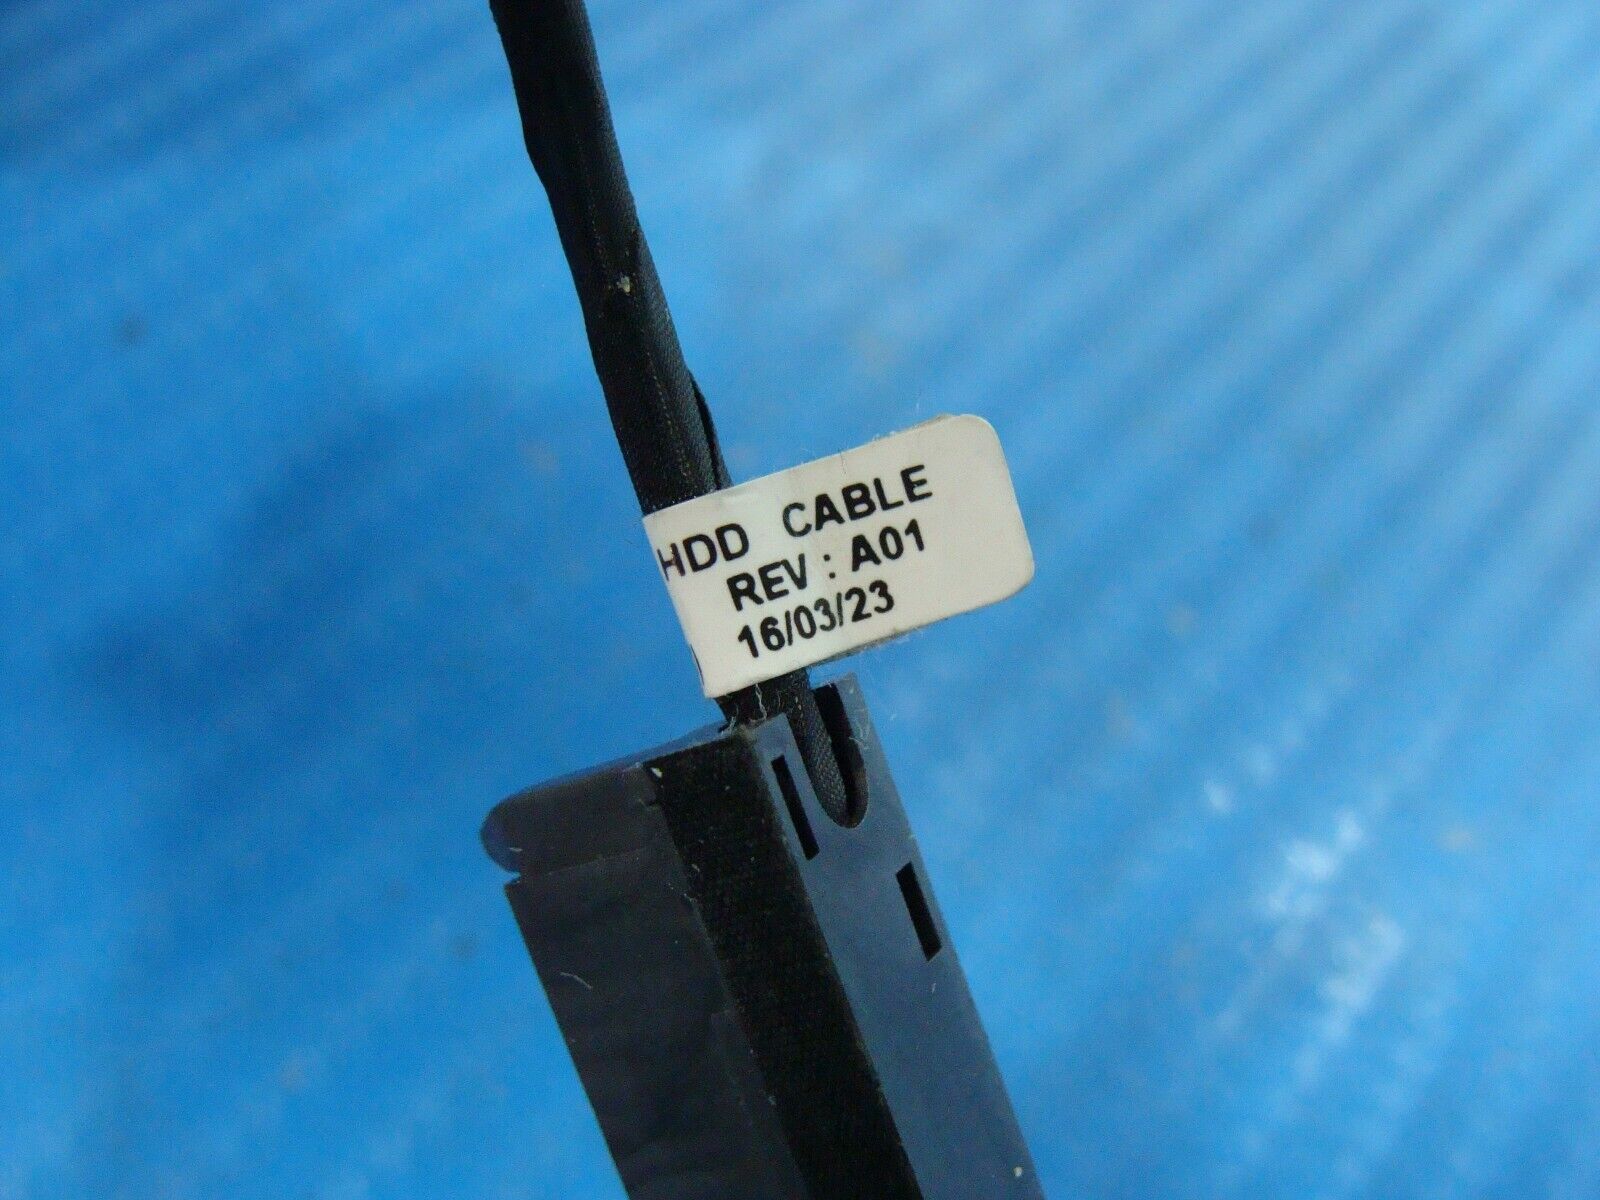 HDD CABLE
REV : A01
16/03/23